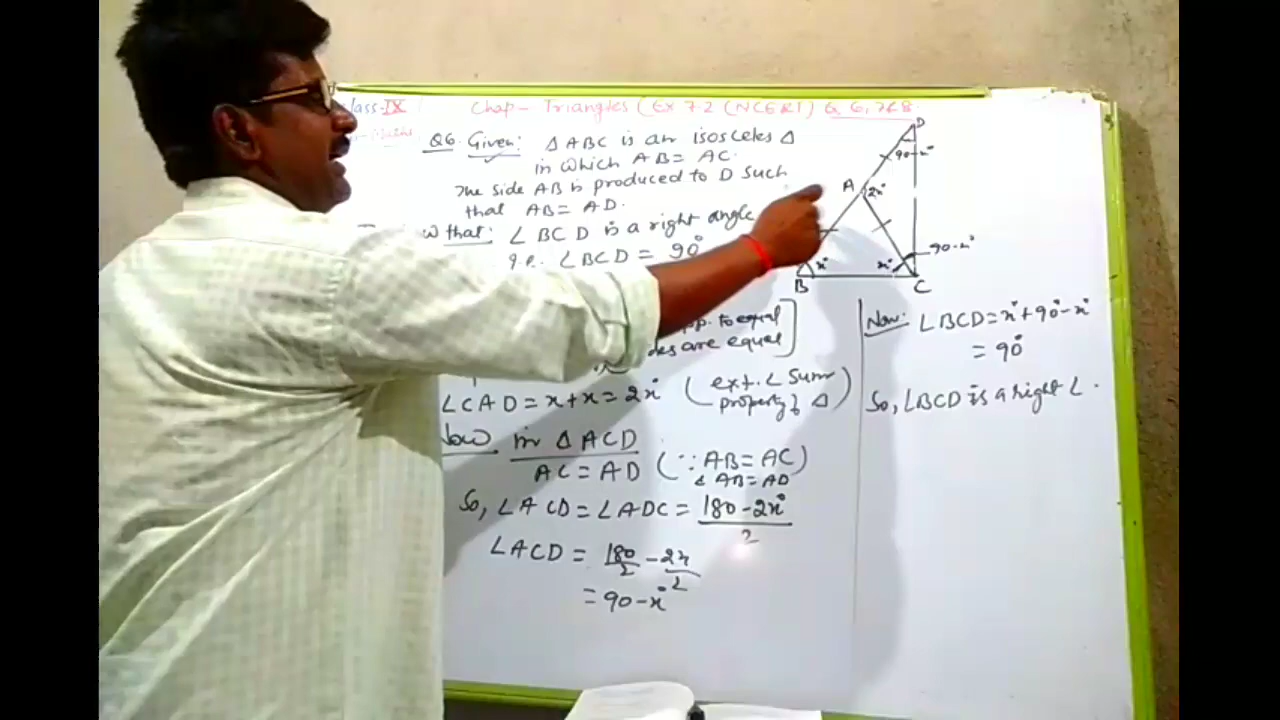 Class-IX
Chap- Triangles (Ex 7.2 (NCERT) Q 6, 7 & 8
Maths
Q6. Given: Δ ABC is an isosceles Δ
in which AB = AC.
The side AB is produced to D such
that AB = AD.
that: ∠ BCD is a right angle
∠ BCD = 90°
D
90-x°
A
2x°
90-x°
x°
x°
B
C
opp. to equal
are equal
∠CAD = x+x = 2x° (ext. ∠ Sum
property of Δ)
Now in Δ ACD
AC = AD (∵ AB = AC)
& AB = AD
So, ∠ACD = ∠ADC = 180-2x°
2
∠ACD = 180/2 - 2x/2
= 90-x°
Now: ∠BCD = x°+90°-x°
= 90°
So, ∠BCD is a right ∠.